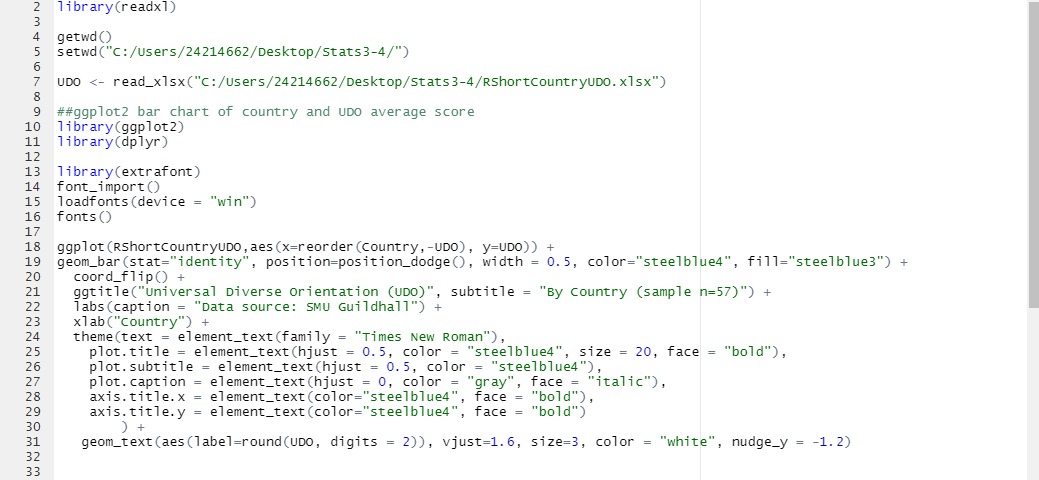 2 library(readxl)
3
4 getwd()
5 setwd("C:/Users/24214662/Desktop/Stats3-4/")
6
7 UDO <- read_xlsx("C:/Users/24214662/Desktop/Stats3-4/RShortCountryUDO.xlsx")
8
9 ##ggplot2 bar chart of country and UDO average score
10 library(ggplot2)
11 library(dplyr)
12
13 library(extrafont)
14 font_import()
15 loadfonts(device = "win")
16 fonts()
17
18 ggplot(RShortCountryUDO,aes(x=reorder(Country,-UDO), y=UDO)) +
19 geom_bar(stat="identity", position=position_dodge(), width = 0.5, color="steelblue4", fill="steelblue3") +
20   coord_flip() +
21   ggtitle("Universal Diverse Orientation (UDO)", subtitle = "By Country (sample n=57)") +
22   labs(caption = "Data source: SMU Guildhall") +
23   xlab("Country") +
24   theme(text = element_text(family = "Times New Roman"),
25     plot.title = element_text(hjust = 0.5, color = "steelblue4", size = 20, face = "bold"),
26     plot.subtitle = element_text(hjust = 0.5, color = "steelblue4"),
27     plot.caption = element_text(hjust = 0, color = "gray", face = "italic"),
28     axis.title.x = element_text(color="steelblue4", face = "bold"),
29     axis.title.y = element_text(color="steelblue4", face = "bold")
30         ) +
31    geom_text(aes(label=round(UDO, digits = 2)), vjust=1.6, size=3, color = "white", nudge_y = -1.2)
32
33